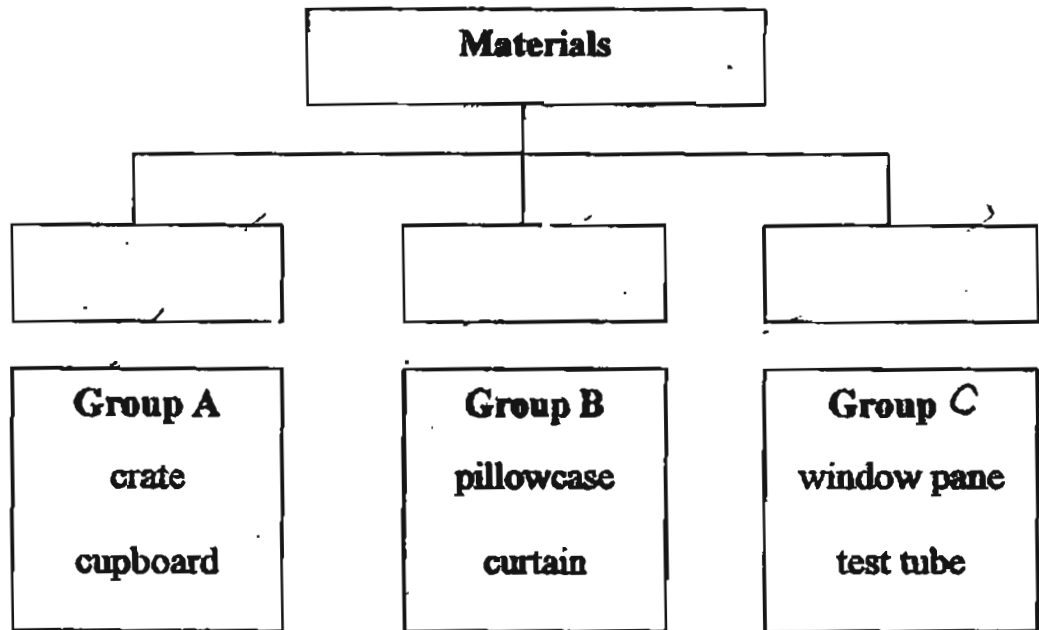 Materials
Group A
crate
cupboard
Group B
pillowcase
curtain
Group C
window pane
test tube